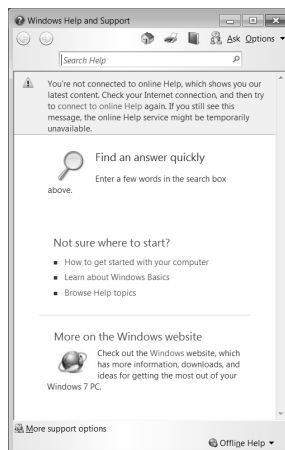 Windows Help and Support
Ask Options
Search Help
You're not connected to online Help, which shows you our
latest content. Check your Internet connection, and then try
to connect to online Help again. If you still see this
message, the online Help service might be temporarily
unavailable.
Find an answer quickly
Enter a few words in the search box
above.
Not sure where to start?
How to get started with your computer
Learn about Windows Basics
Browse Help topics
More on the Windows website
Check out the Windows website, which
has more information, downloads, and
ideas for getting the most out of your
Windows 7 PC.
More support options
Offline Help